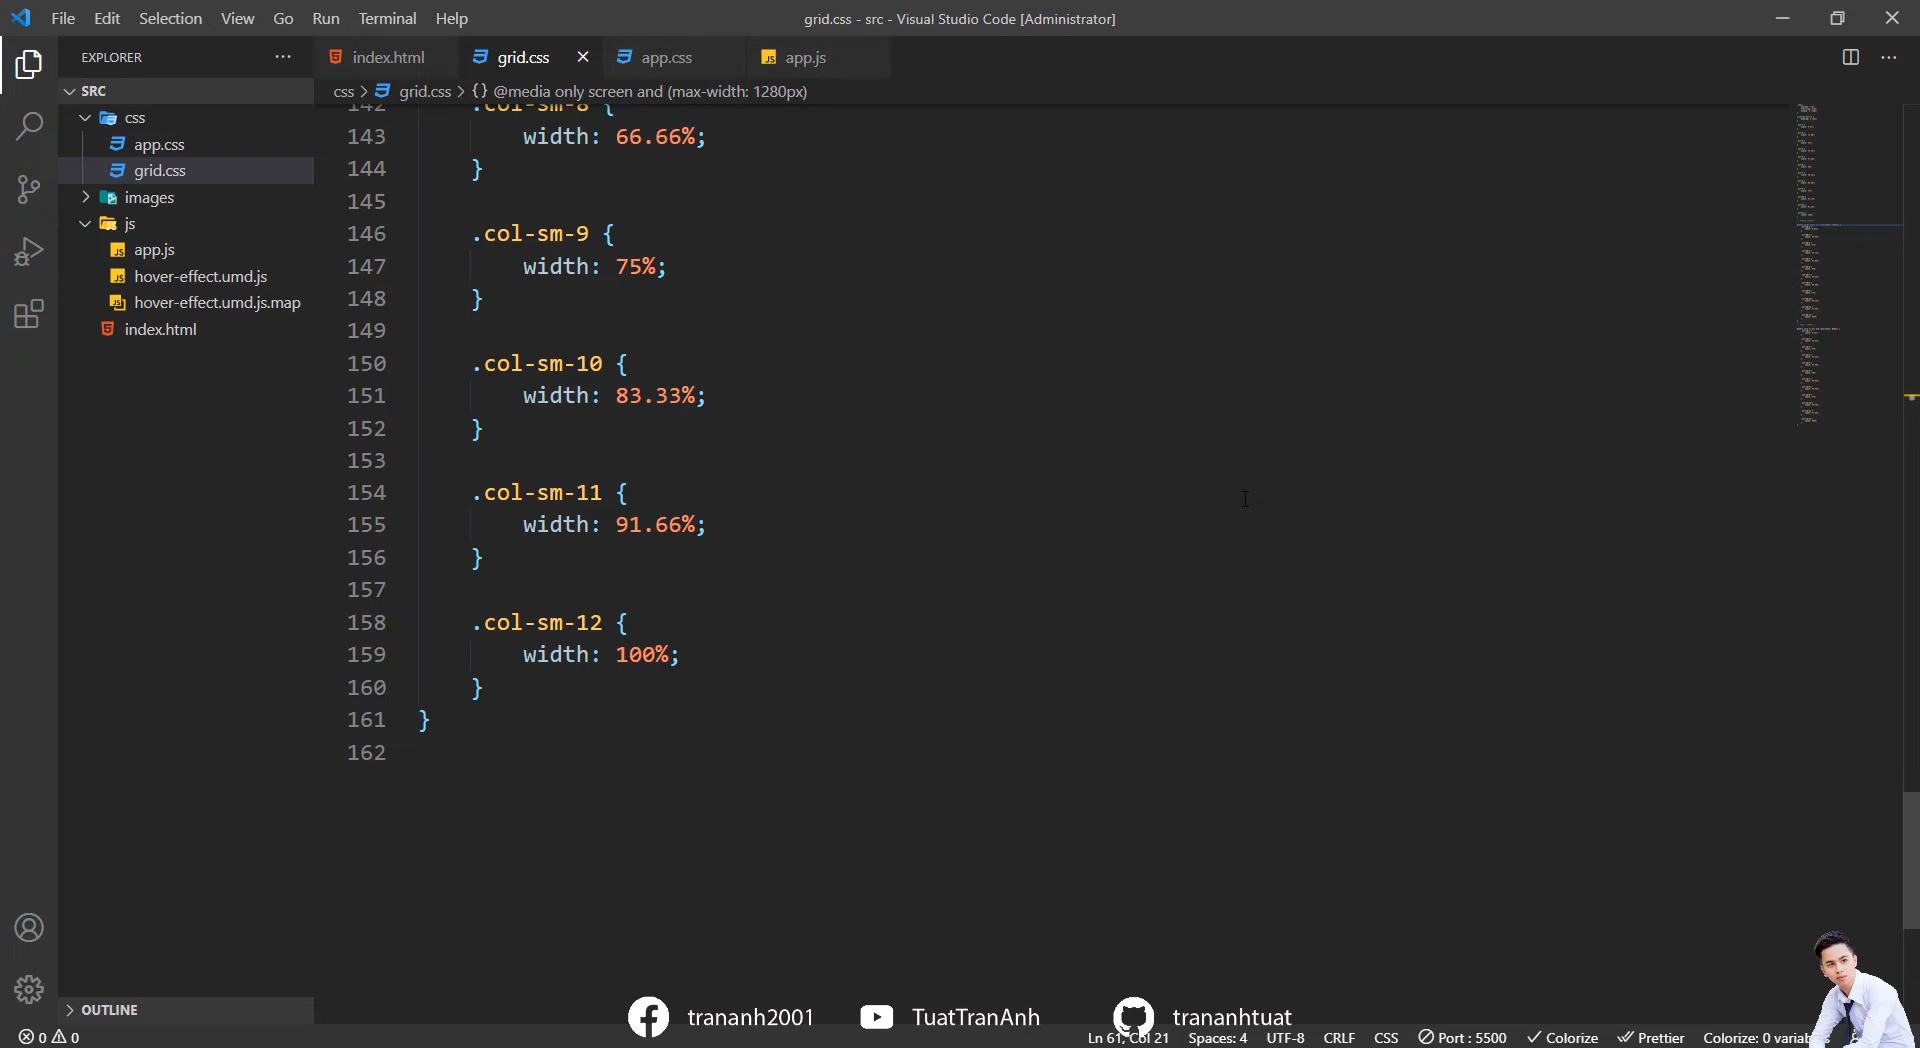 File Edit Selection View Go Run Terminal Help
grid.css - src - Visual Studio Code [Administrator]
EXPLORER
index.html
grid.css
app.css
app.js
SRC
css > grid.css > {} @media only screen and (max-width: 1280px)
css
app.css
grid.css
images
js
app.js
hover-effect.umd.js
hover-effect.umd.js.map
index.html
142 .col-sm-8 {
143 width: 66.66%;
144 }
145
146 .col-sm-9 {
147 width: 75%;
148 }
149
150 .col-sm-10 {
151 width: 83.33%;
152 }
153
154 .col-sm-11 {
155 width: 91.66%;
156 }
157
158 .col-sm-12 {
159 width: 100%;
160 }
161 }
162
OUTLINE
trananh2001
TuatTranAnh
trananhtuat
0 0
Ln 61, Col 21 Spaces: 4 UTF-8 CRLF CSS Port : 5500 Colorize Prettier Colorize: 0